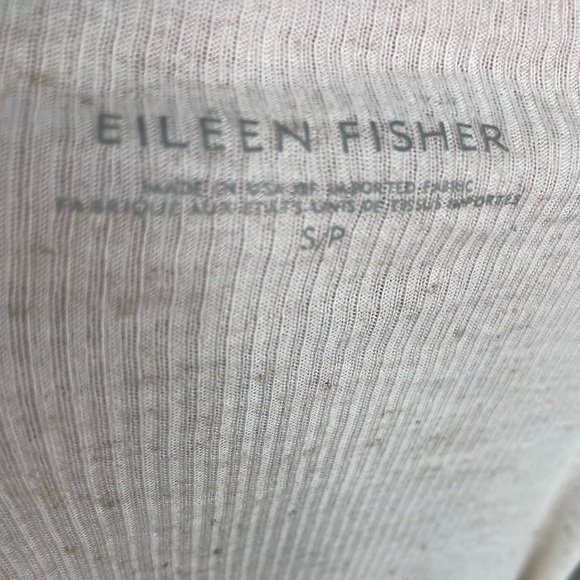 EILEEN FISHER
MADE IN USA OF IMPORTED FABRIC
FABRIQUE AUX ETATS UNIS DE TISSUS IMPORTES
S/P